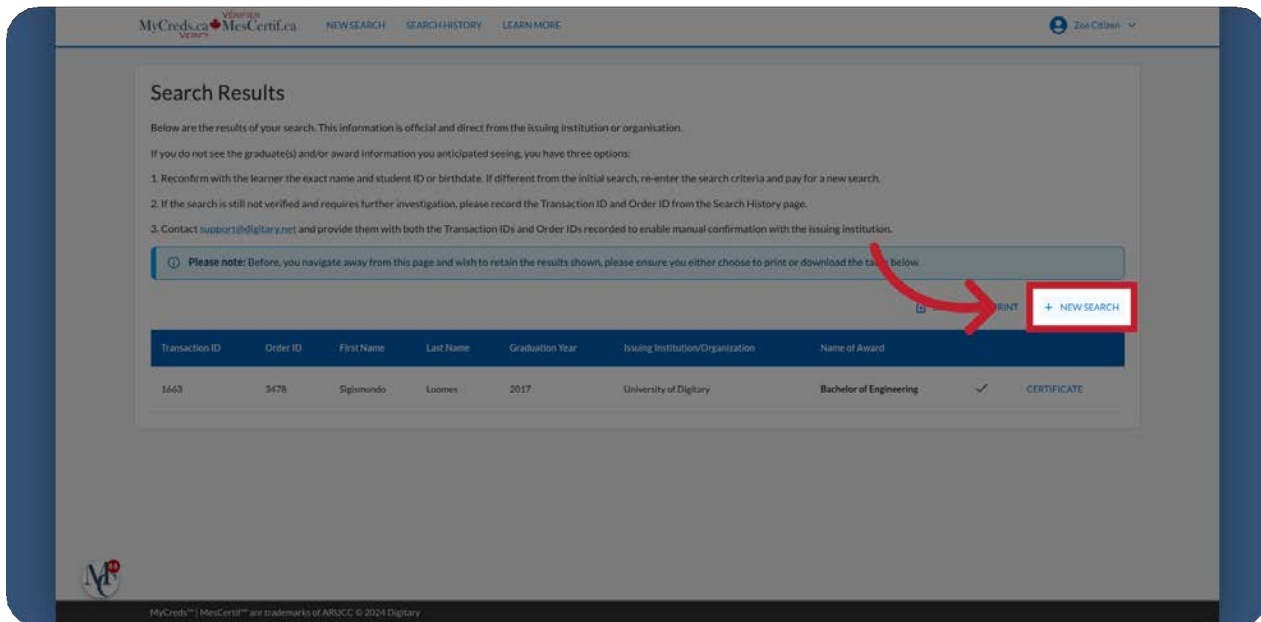 VÉRIFIER
MyCreds.ca MesCertif.ca
VERIFY
NEW SEARCH SEARCH HISTORY LEARN MORE
Zoé Citizen
Search Results
Below are the results of your search. This information is official and direct from the issuing institution or organisation.
If you do not see the graduate(s) and/or award information you anticipated seeing, you have three options:
1. Reconfirm with the learner the exact name and student ID or birthdate. If different from the initial search, re-enter the search criteria and pay for a new search.
2. If the search is still not verified and requires further investigation, please record the Transaction ID and Order ID from the Search History page.
3. Contact support@digitary.net and provide them with both the Transaction IDs and Order IDs recorded to enable manual confirmation with the issuing institution.
Please note: Before, you navigate away from this page and wish to retain the results shown, please ensure you either choose to print or download the table below.
+ NEW SEARCH
Transaction ID Order ID First Name Last Name Graduation Year Issuing Institution/Organization Name of Award
1663 3478 Sigismondo Loomes 2017 University of Digitary Bachelor of Engineering ✓ CERTIFICATE
MyCreds™ | MesCertif™ are trademarks of ARUCC © 2024 Digitary